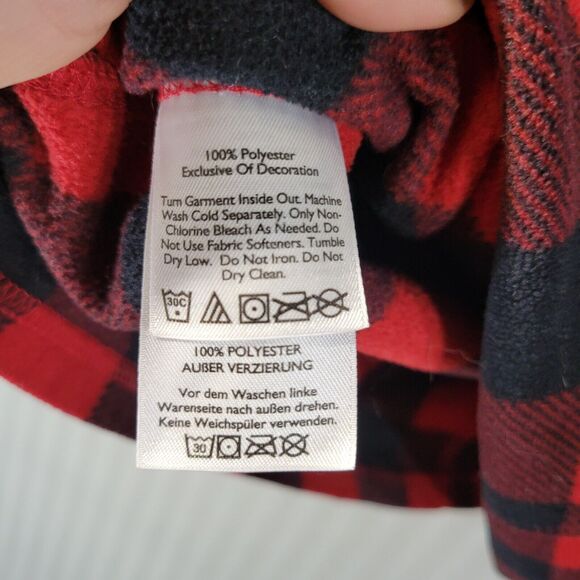 100% Polyester
Exclusive Of Decoration
Turn Garment Inside Out. Machine
Wash Cold Separately. Only Non-
Chlorine Bleach As Needed. Do
Not Use Fabric Softeners. Tumble
Dry Low. Do Not Iron. Do Not
Dry Clean.
30C
100% POLYESTER
AUßER VERZIERUNG
Vor dem Waschen linke
Warenseite nach außen drehen.
Keine Weichspüler verwenden.
30